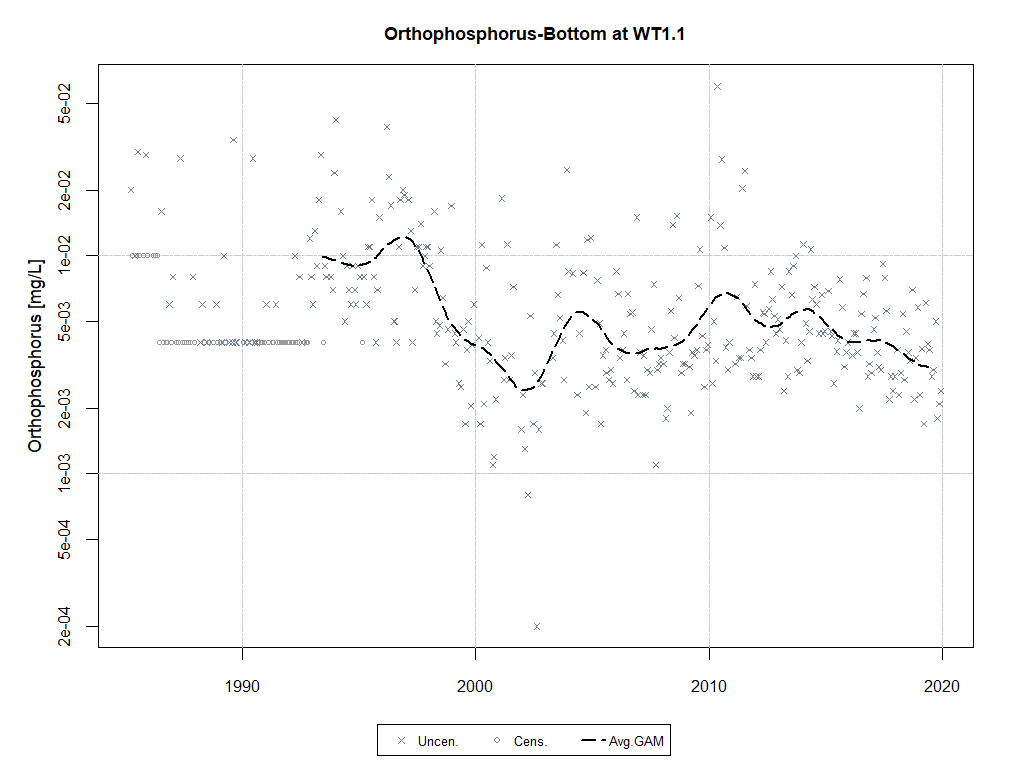 Orthophosphorus-Bottom at WT1.1
Orthophosphorus [mg/L]
5e-02
2e-02
1e-02
5e-03
2e-03
1e-03
5e-04
2e-04
1990 2000 2010 2020
Uncen. Cens. Avg.GAM